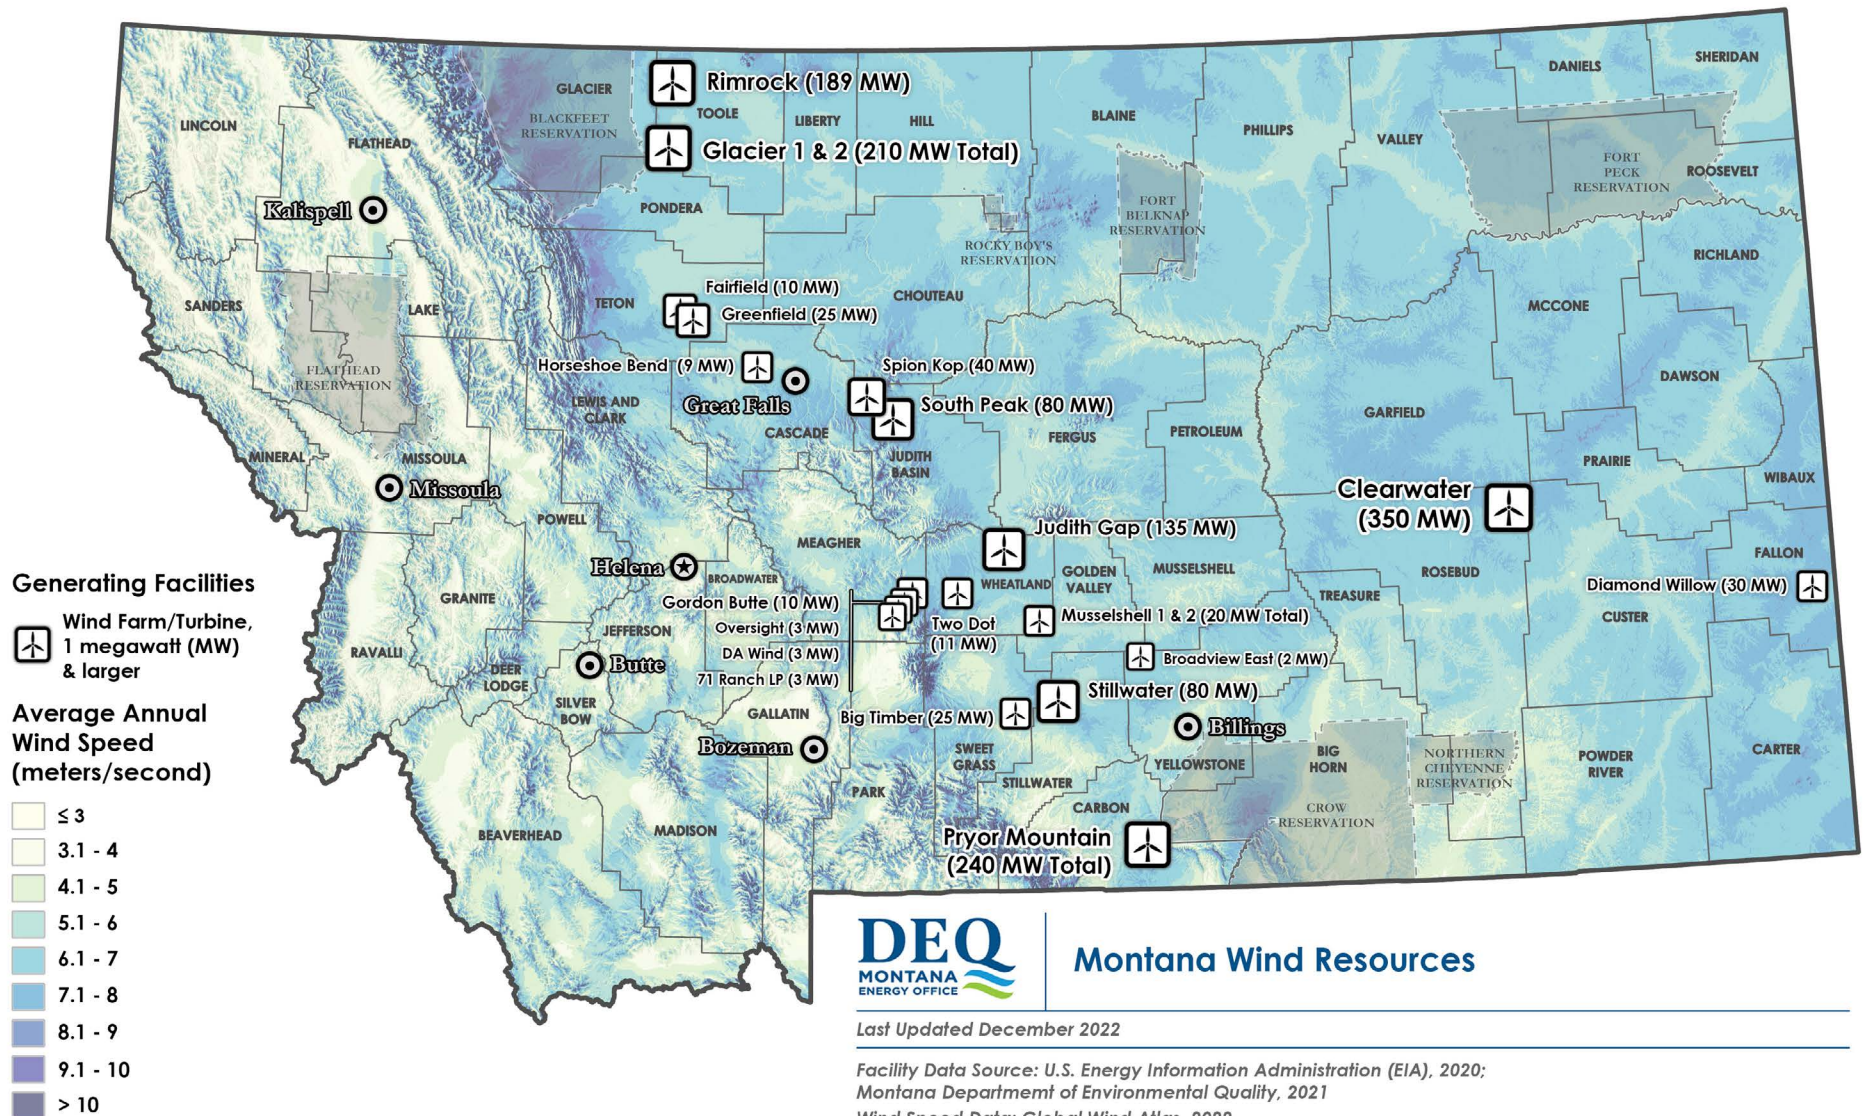 LINCOLN
FLATHEAD
GLACIER
BLACKFEET
RESERVATION
Rimrock (189 MW)
TOOLE
LIBERTY
HILL
BLAINE
PHILLIPS
VALLEY
DANIELS
SHERIDAN
Glacier 1 & 2 (210 MW Total)
FORT
PECK
RESERVATION
ROOSEVELT
Kalispell
PONDERA
FORT
BELKNAP
RESERVATION
ROCKY BOY'S
RESERVATION
RICHLAND
SANDERS
LAKE
TETON
Fairfield (10 MW)
Greenfield (25 MW)
CHOUTEAU
MCCONE
FLATHEAD
RESERVATION
Horseshoe Bend (9 MW)
Great Falls
Spion Kop (40 MW)
South Peak (80 MW)
LEWIS AND
CLARK
CASCADE
JUDITH
BASIN
FERGUS
PETROLEUM
GARFIELD
DAWSON
PRAIRIE
WIBAUX
MINERAL
MISSOULA
Missoula
POWELL
MEAGHER
Judith Gap (135 MW)
Clearwater
(350 MW)
FALLON
Diamond Willow (30 MW)
Helena
BROADWATER
WHEATLAND
GOLDEN
VALLEY
MUSSELSHELL
TREASURE
ROSEBUD
CUSTER
GRANITE
JEFFERSON
Gordon Butte (10 MW)
Oversight (3 MW)
DA Wind (3 MW)
71 Ranch LP (3 MW)
Two Dot
(11 MW)
Musselshell 1 & 2 (20 MW Total)
Broadview East (2 MW)
RAVALLI
DEER
LODGE
Butte
SILVER
BOW
GALLATIN
Bozeman
Big Timber (25 MW)
Stillwater (80 MW)
Billings
SWEET
GRASS
STILLWATER
YELLOWSTONE
BIG
HORN
NORTHERN
CHEYENNE
RESERVATION
POWDER
RIVER
CARTER
PARK
CARBON
CROW
RESERVATION
BEAVERHEAD
MADISON
Pryor Mountain
(240 MW Total)
Generating Facilities
Wind Farm/Turbine,
1 megawatt (MW)
& larger
Average Annual
Wind Speed
(meters/second)
≤ 3
3.1 - 4
4.1 - 5
5.1 - 6
6.1 - 7
7.1 - 8
8.1 - 9
9.1 - 10
> 10
DEQ
MONTANA
ENERGY OFFICE
Montana Wind Resources
Last Updated December 2022
Facility Data Source: U.S. Energy Information Administration (EIA), 2020;
Montana Departmemt of Environmental Quality, 2021
Wind Speed Data: Global Wind Atlas, 2022